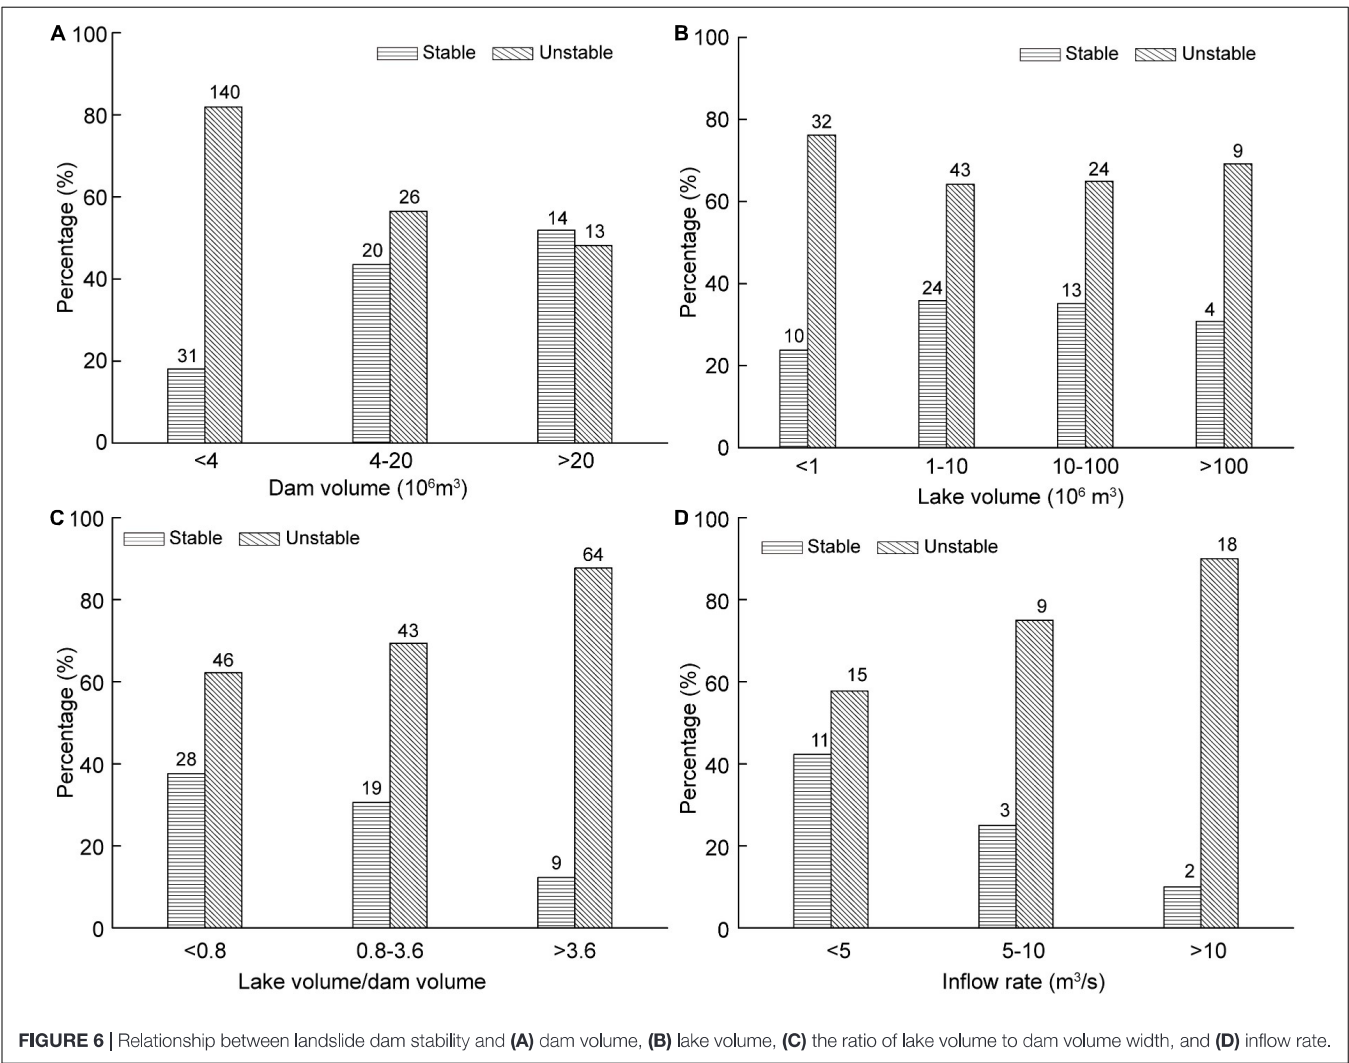 A
Stable Unstable
Percentage (%)
100
80
60
40
20
0
31 140
20 26
14 13
<4 4-20 >20
Dam volume (10⁶m³)
B
Stable Unstable
Percentage (%)
100
80
60
40
20
0
10 32
24 43
13 24
4 9
<1 1-10 10-100 >100
Lake volume (10⁶ m³)
C
Stable Unstable
Percentage (%)
100
80
60
40
20
0
28 46
19 43
9 64
<0.8 0.8-3.6 >3.6
Lake volume/dam volume
D
Stable Unstable
Percentage (%)
100
80
60
40
20
0
11 15
3 9
2 18
<5 5-10 >10
Inflow rate (m³/s)
FIGURE 6 | Relationship between landslide dam stability and (A) dam volume, (B) lake volume, (C) the ratio of lake volume to dam volume width, and (D) inflow rate.